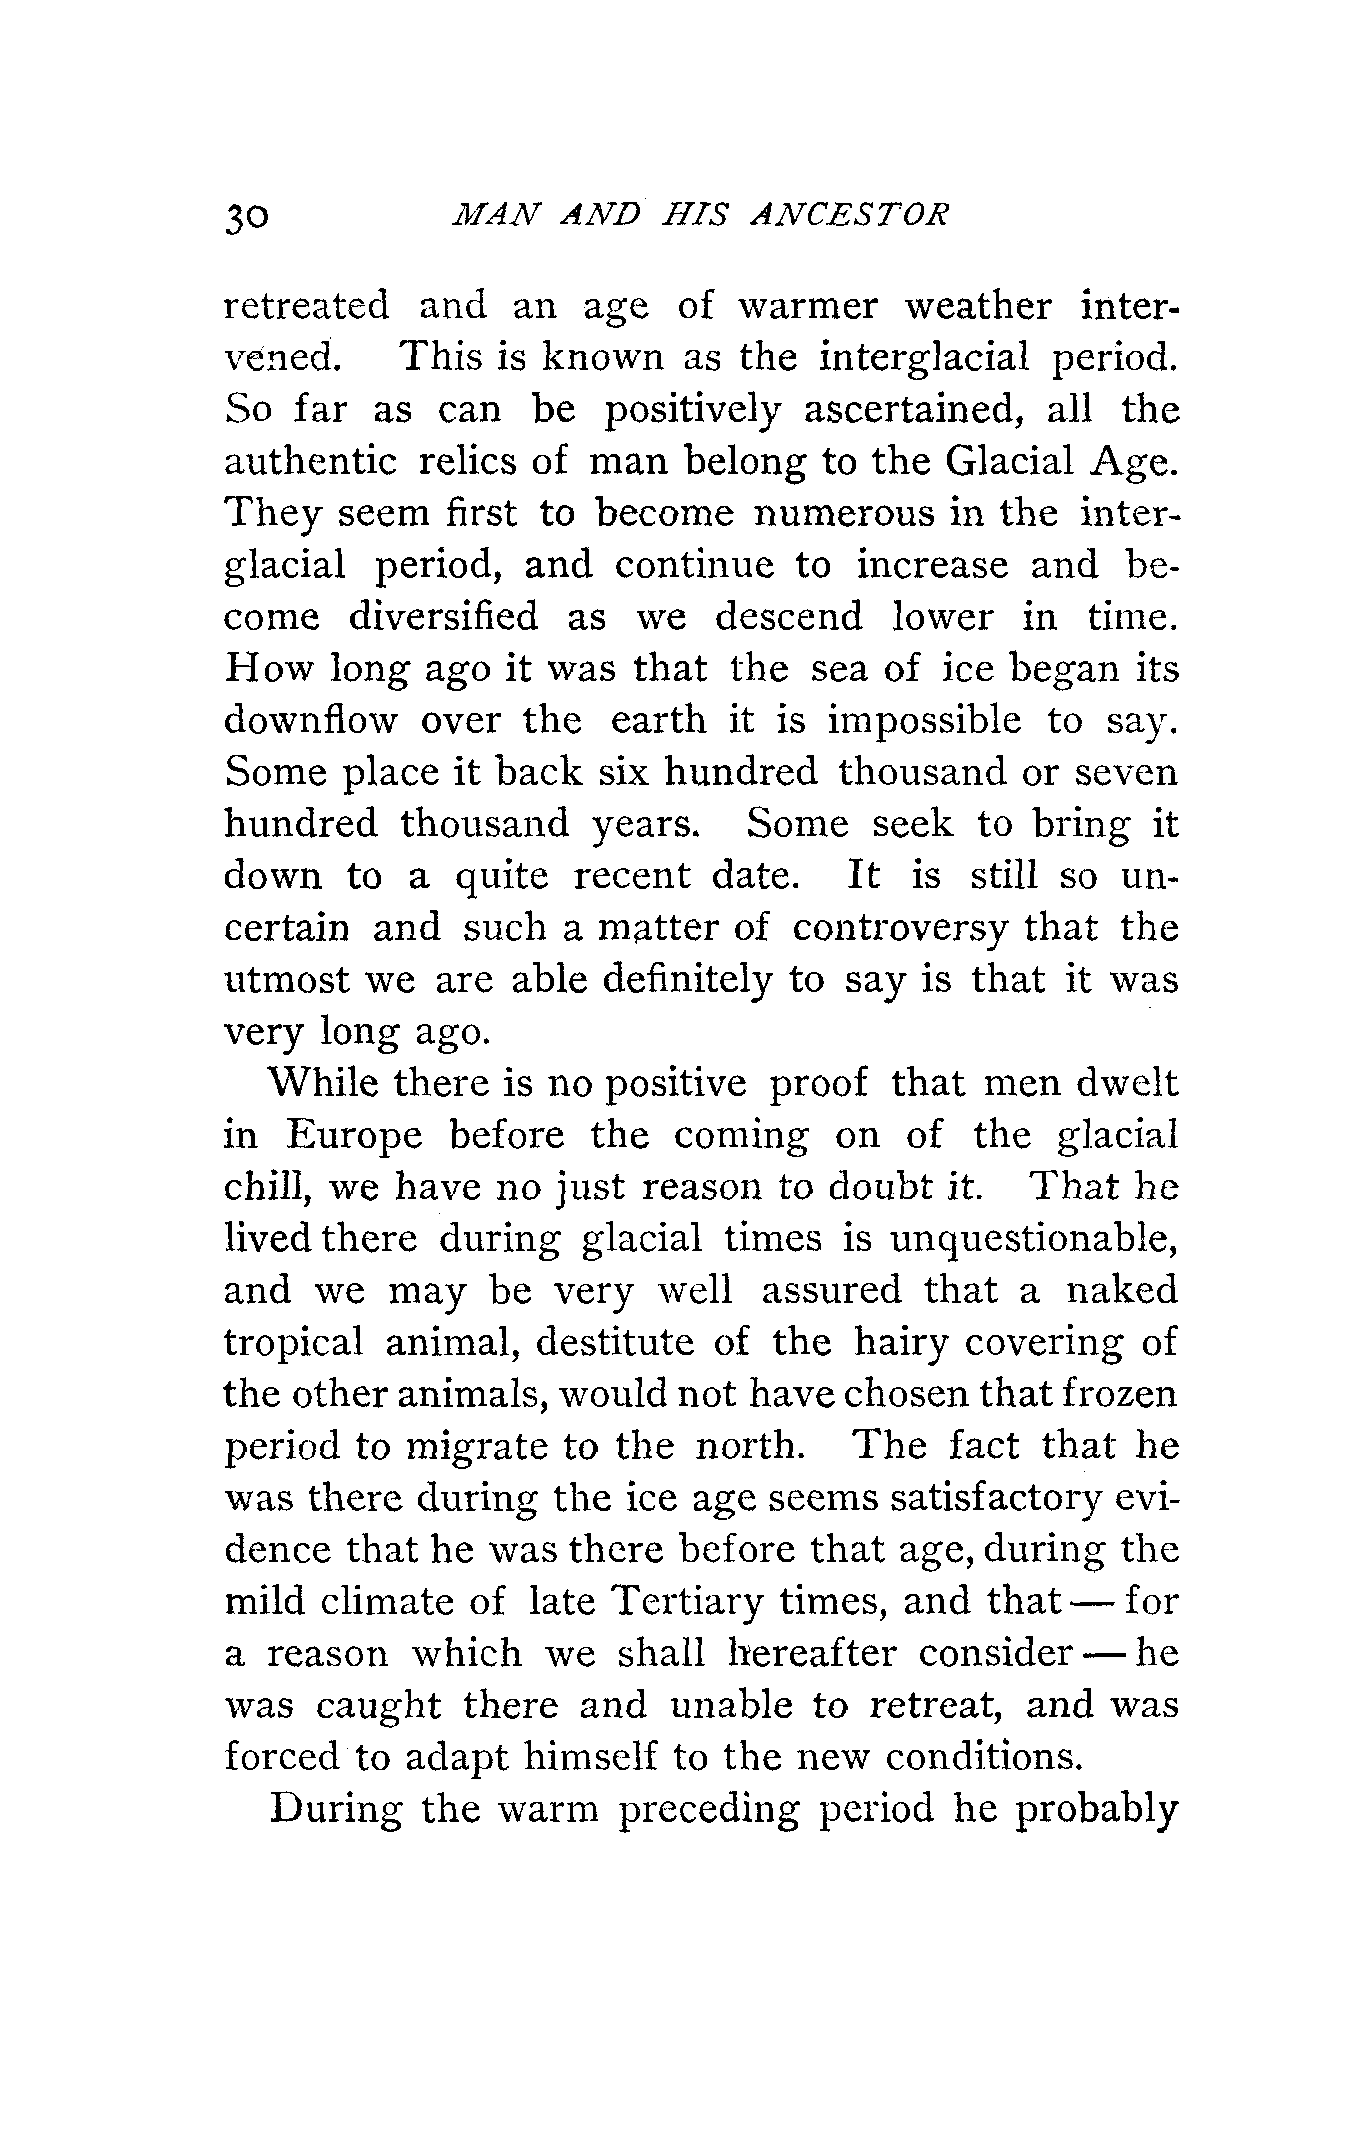 30 MAN AND HIS ANCESTOR
retreated and an age of warmer weather inter-
vened. This is known as the interglacial period.
So far as can be positively ascertained, all the
authentic relics of man belong to the Glacial Age.
They seem first to become numerous in the inter-
glacial period, and continue to increase and be-
come diversified as we descend lower in time.
How long ago it was that the sea of ice began its
downflow over the earth it is impossible to say.
Some place it back six hundred thousand or seven
hundred thousand years. Some seek to bring it
down to a quite recent date. It is still so un-
certain and such a matter of controversy that the
utmost we are able definitely to say is that it was
very long ago.
While there is no positive proof that men dwelt
in Europe before the coming on of the glacial
chill, we have no just reason to doubt it. That he
lived there during glacial times is unquestionable,
and we may be very well assured that a naked
tropical animal, destitute of the hairy covering of
the other animals, would not have chosen that frozen
period to migrate to the north. The fact that he
was there during the ice age seems satisfactory evi-
dence that he was there before that age, during the
mild climate of late Tertiary times, and that — for
a reason which we shall hereafter consider — he
was caught there and unable to retreat, and was
forced to adapt himself to the new conditions.
During the warm preceding period he probably